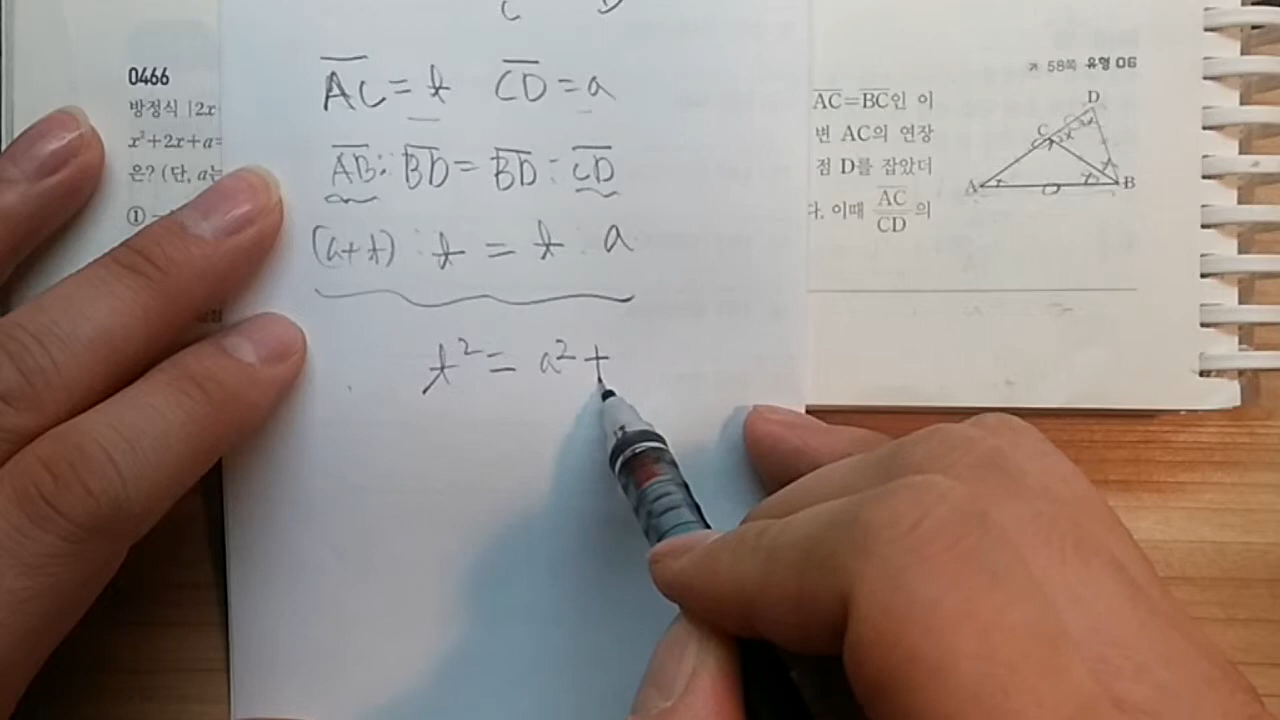 C D
0466
방정식 |2x
x²+2x+a=
은? (단, a는
①
AC = t CD = a
AB : BD = BD : CD
(a+t) : t = t : a
t² = a² +
58쪽 유형 06
AC=BC인 이
변 AC의 연장
점 D를 잡았더
다. 이때 AC/CD 의
D
C
A B